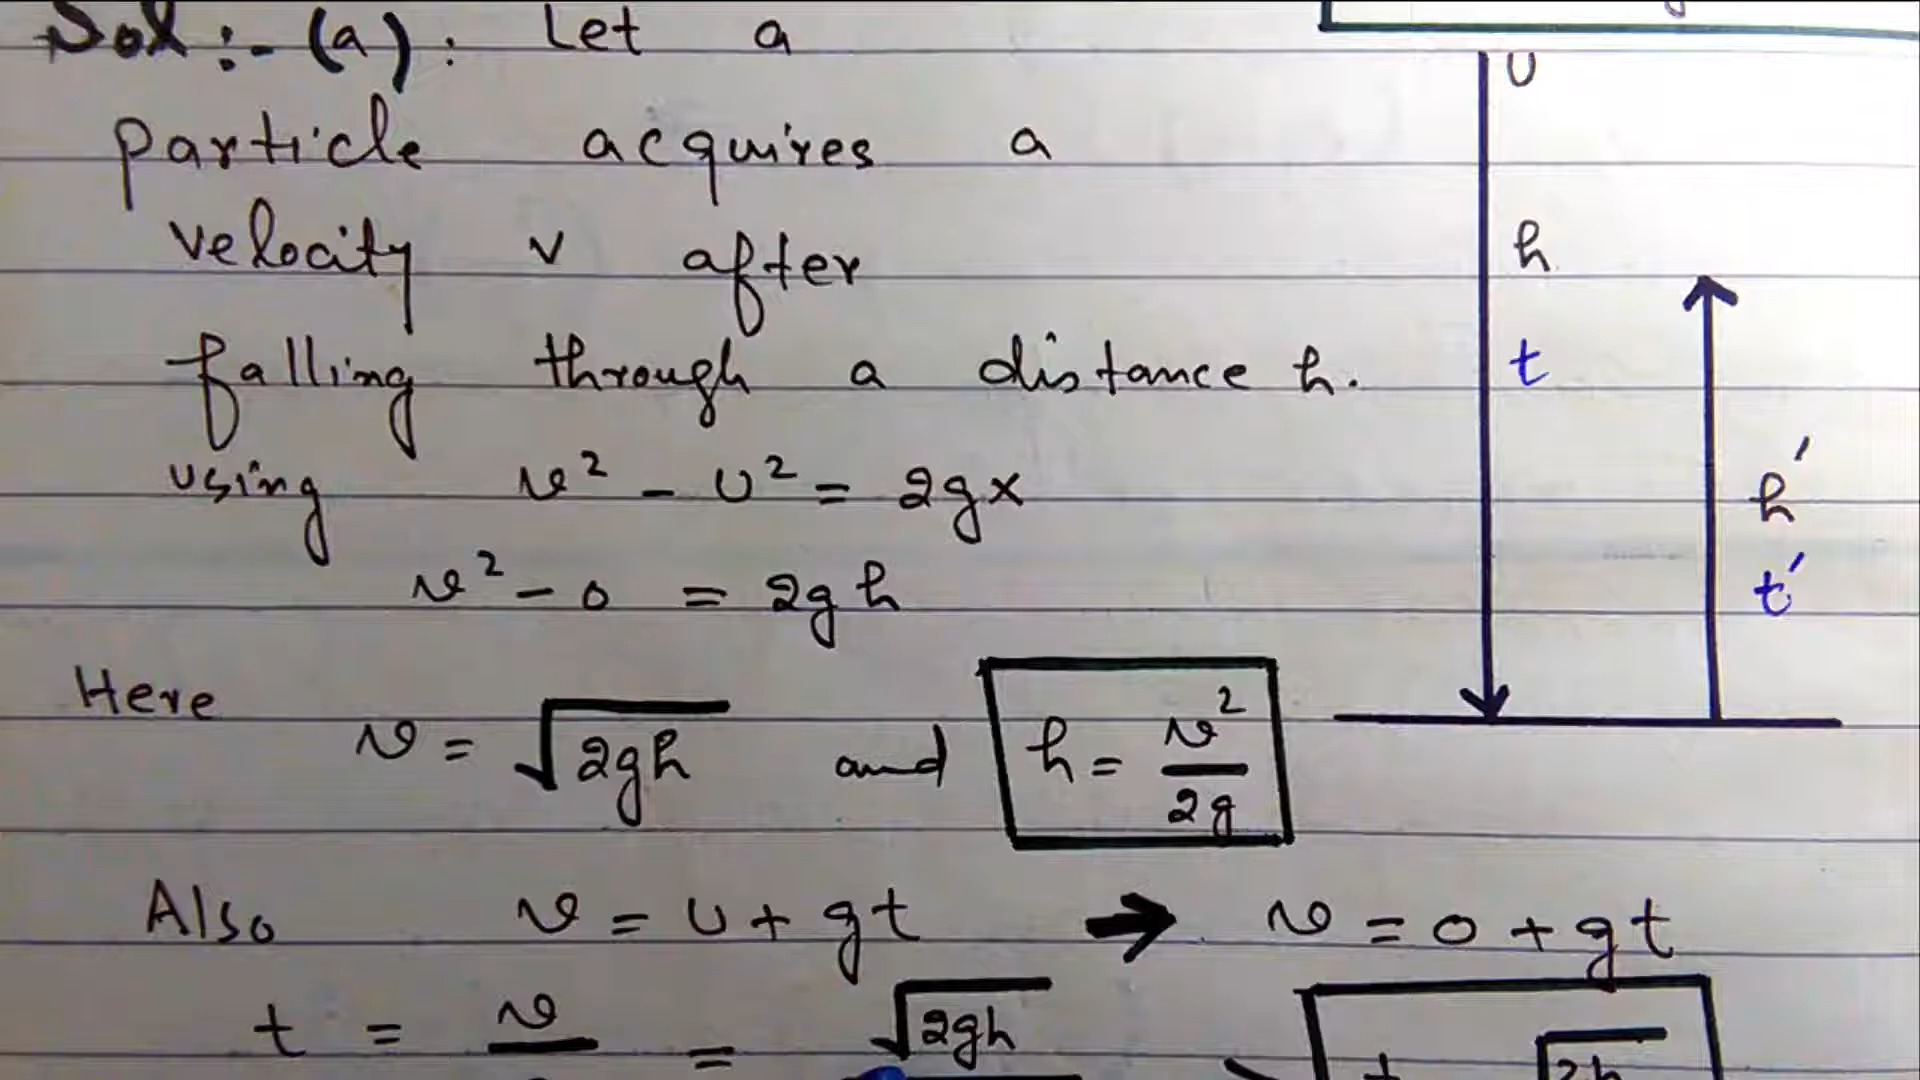 Sol :- (a) : Let a
particle acquires a
velocity v after
falling through a distance h.
using v² - u² = 2gx
v² - 0 = 2gh
Here v = √2gh and h = v²/2g
Also v = u + gt → v = 0 + gt
t = v = √2gh
t 2h
u
h
t
h'
t'